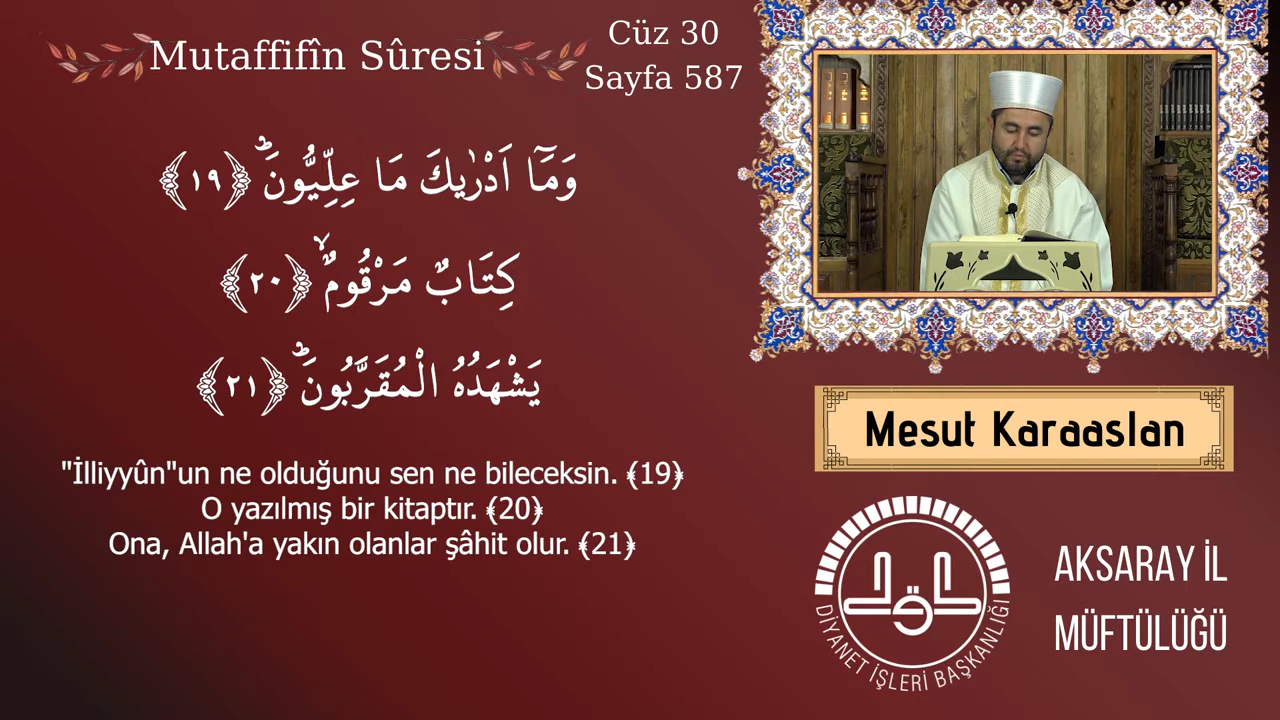 Mutaffifîn Sûresi
Cüz 30
Sayfa 587
وَمَٓا اَدْرٰيكَ مَا عِلِّيُّونَۜ ﴿١٩﴾
كِتَابٌ مَرْقُومٌۙ ﴿٢٠﴾
يَشْهَدُهُ الْمُقَرَّبُونَۜ ﴿٢١﴾
"İlliyyûn"un ne olduğunu sen ne bileceksin. ﴾19﴿
O yazılmış bir kitaptır. ﴾20﴿
Ona, Allah'a yakın olanlar şâhit olur. ﴾21﴿
Mesut Karaaslan
DİYANET İŞLERİ BAŞKANLIĞI
AKSARAY İL
MÜFTÜLÜĞÜ